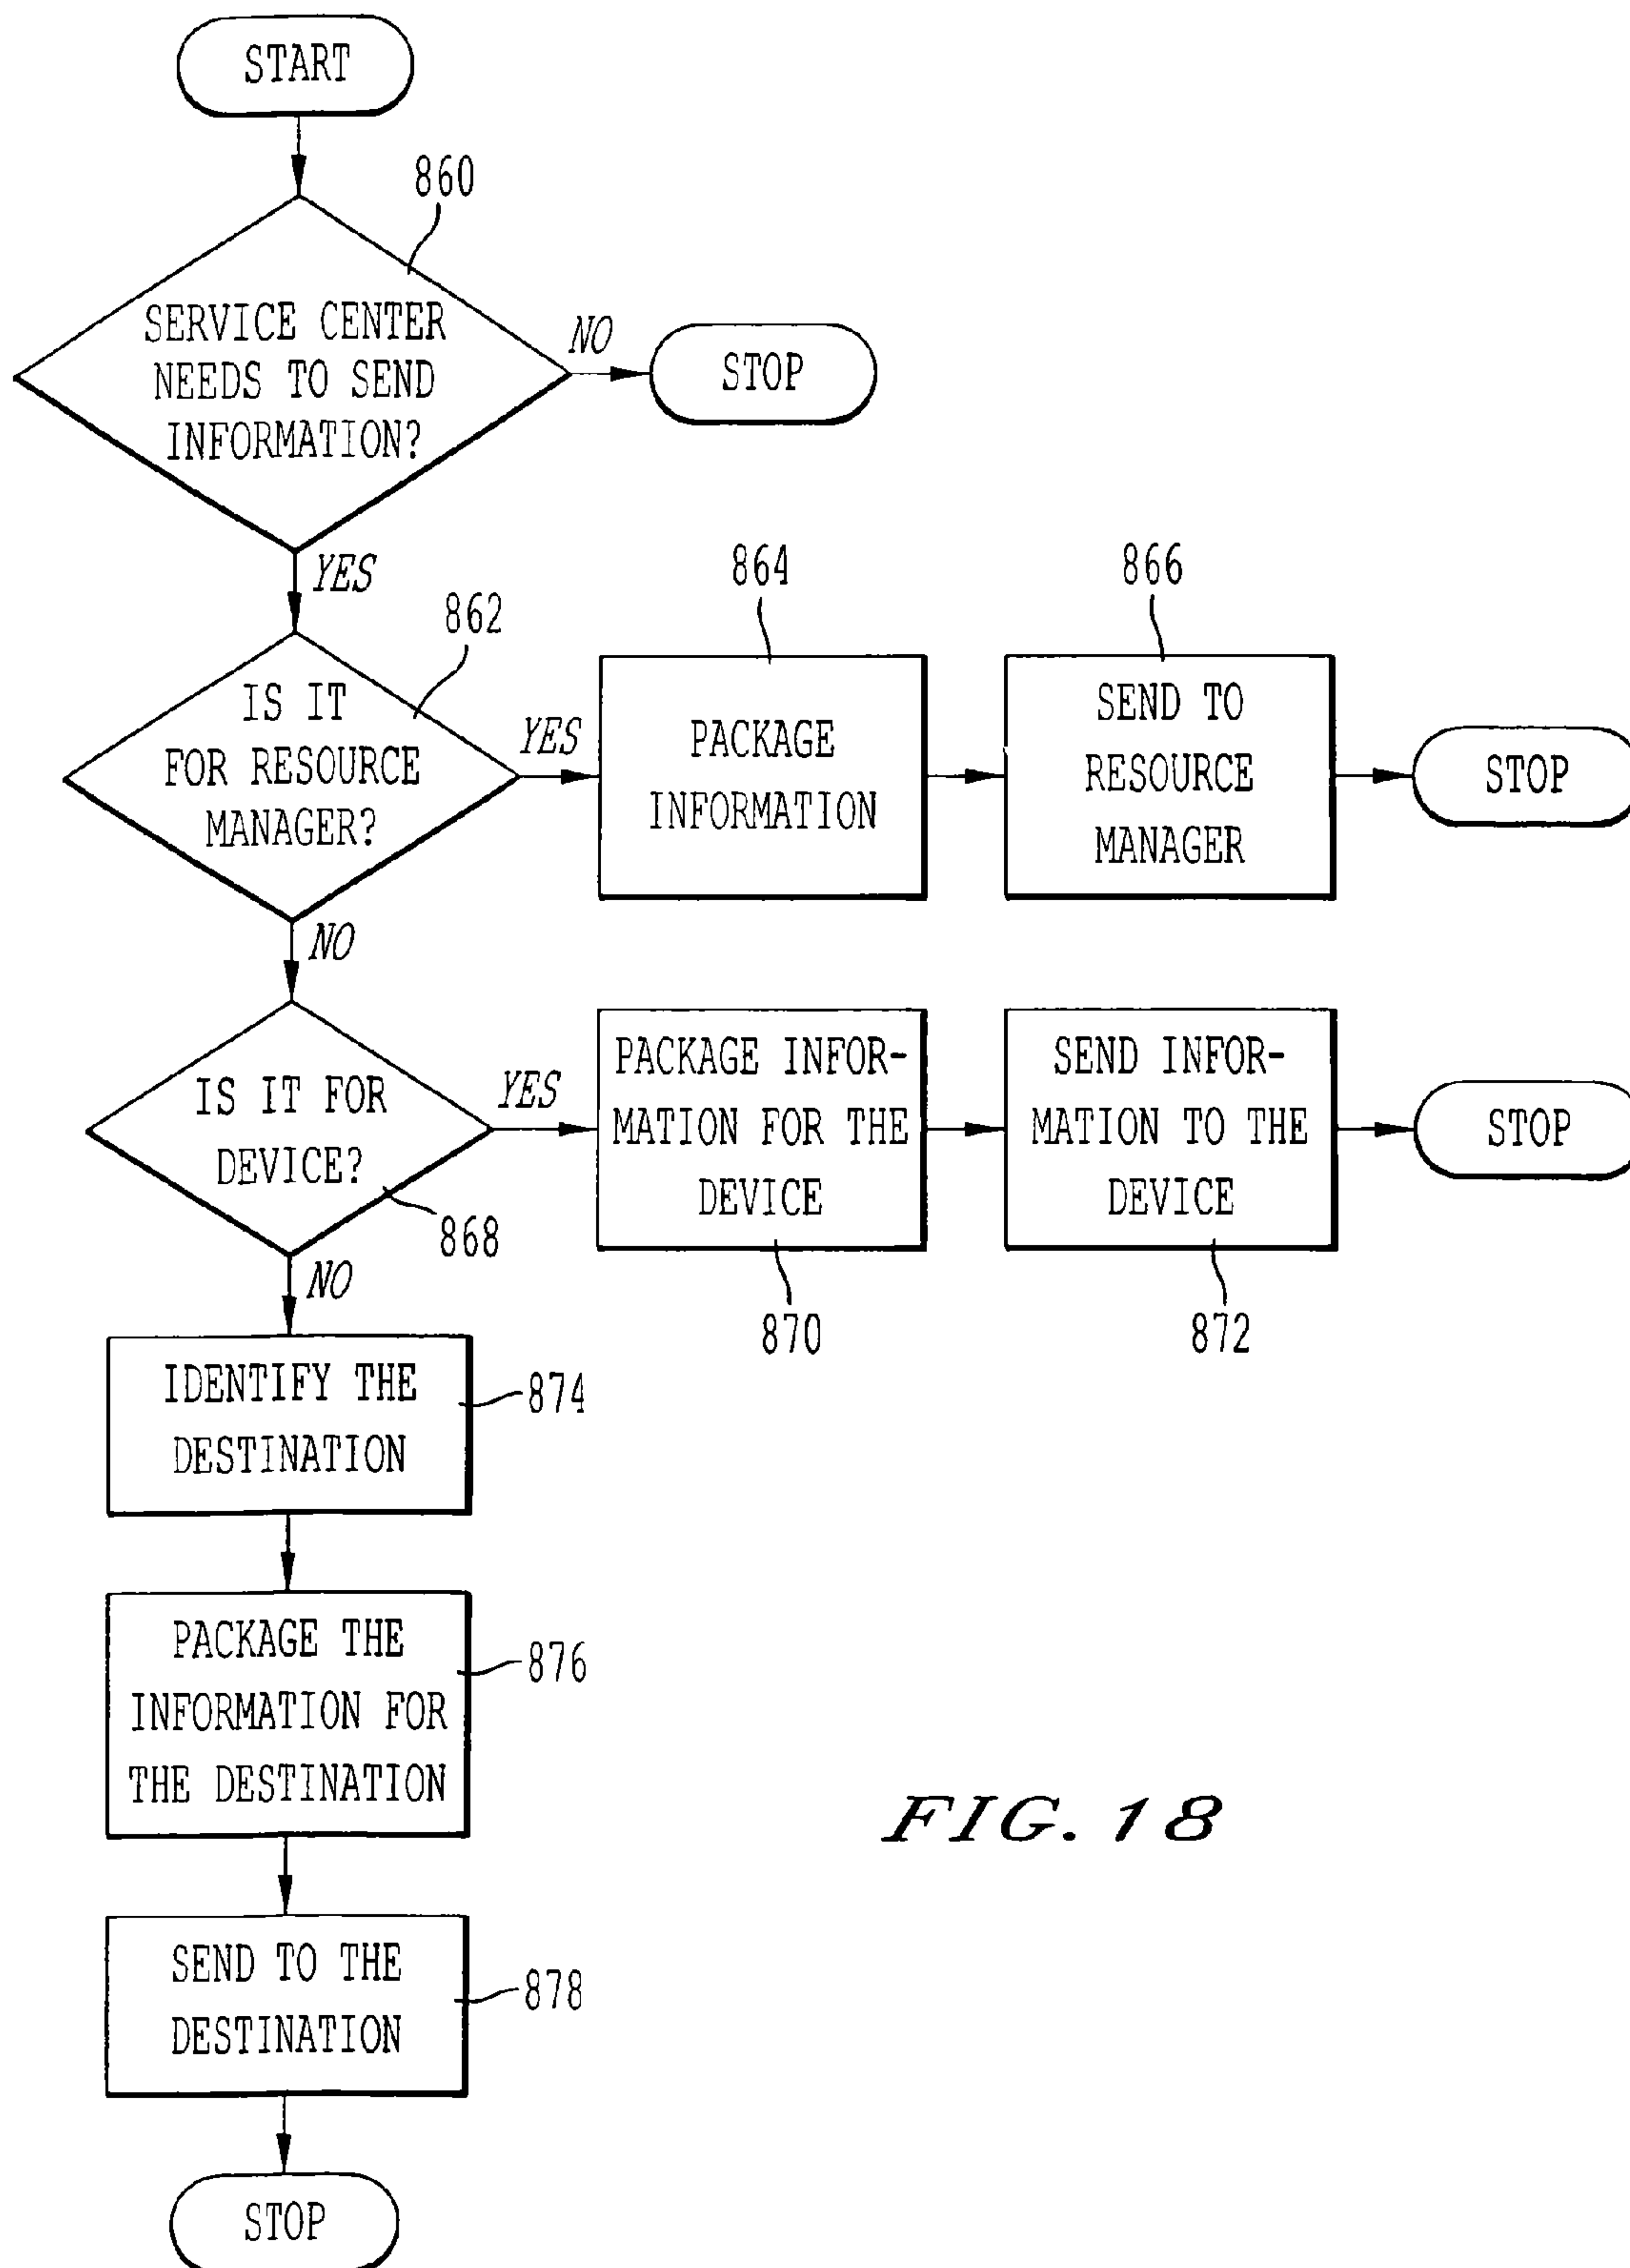 START
860
SERVICE CENTER
NEEDS TO SEND
INFORMATION?
NO
STOP
YES
862
IS IT
FOR RESOURCE
MANAGER?
YES
864
PACKAGE
INFORMATION
866
SEND TO
RESOURCE
MANAGER
STOP
NO
IS IT FOR
DEVICE?
868
YES
PACKAGE INFOR-
MATION FOR THE
DEVICE
870
SEND INFOR-
MATION TO THE
DEVICE
872
STOP
NO
IDENTIFY THE
DESTINATION
874
PACKAGE THE
INFORMATION FOR
THE DESTINATION
876
SEND TO THE
DESTINATION
878
STOP
FIG. 18